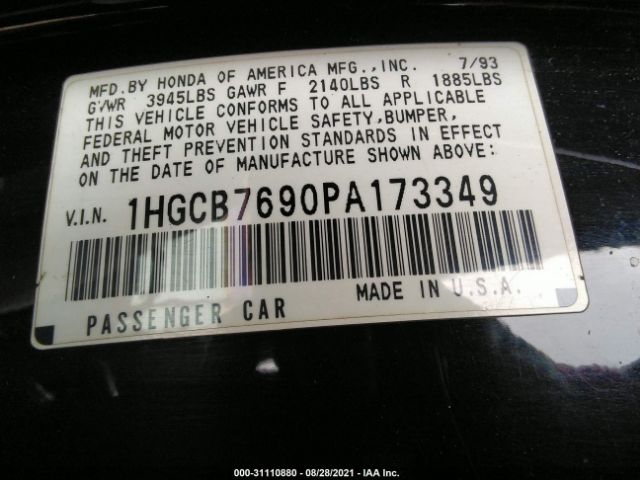 MFD. BY HONDA OF AMERICA MFG., INC. 7/93
GVWR 3945LBS GAWR F 2140LBS R 1885LBS
THIS VEHICLE CONFORMS TO ALL APPLICABLE
FEDERAL MOTOR VEHICLE SAFETY, BUMPER,
AND THEFT PREVENTION STANDARDS IN EFFECT
ON THE DATE OF MANUFACTURE SHOWN ABOVE:
V.I.N. 1HGCB7690PA173349
PASSENGER CAR MADE IN U.S.A.
000-31110880 - 08/28/2021 - IAA Inc.